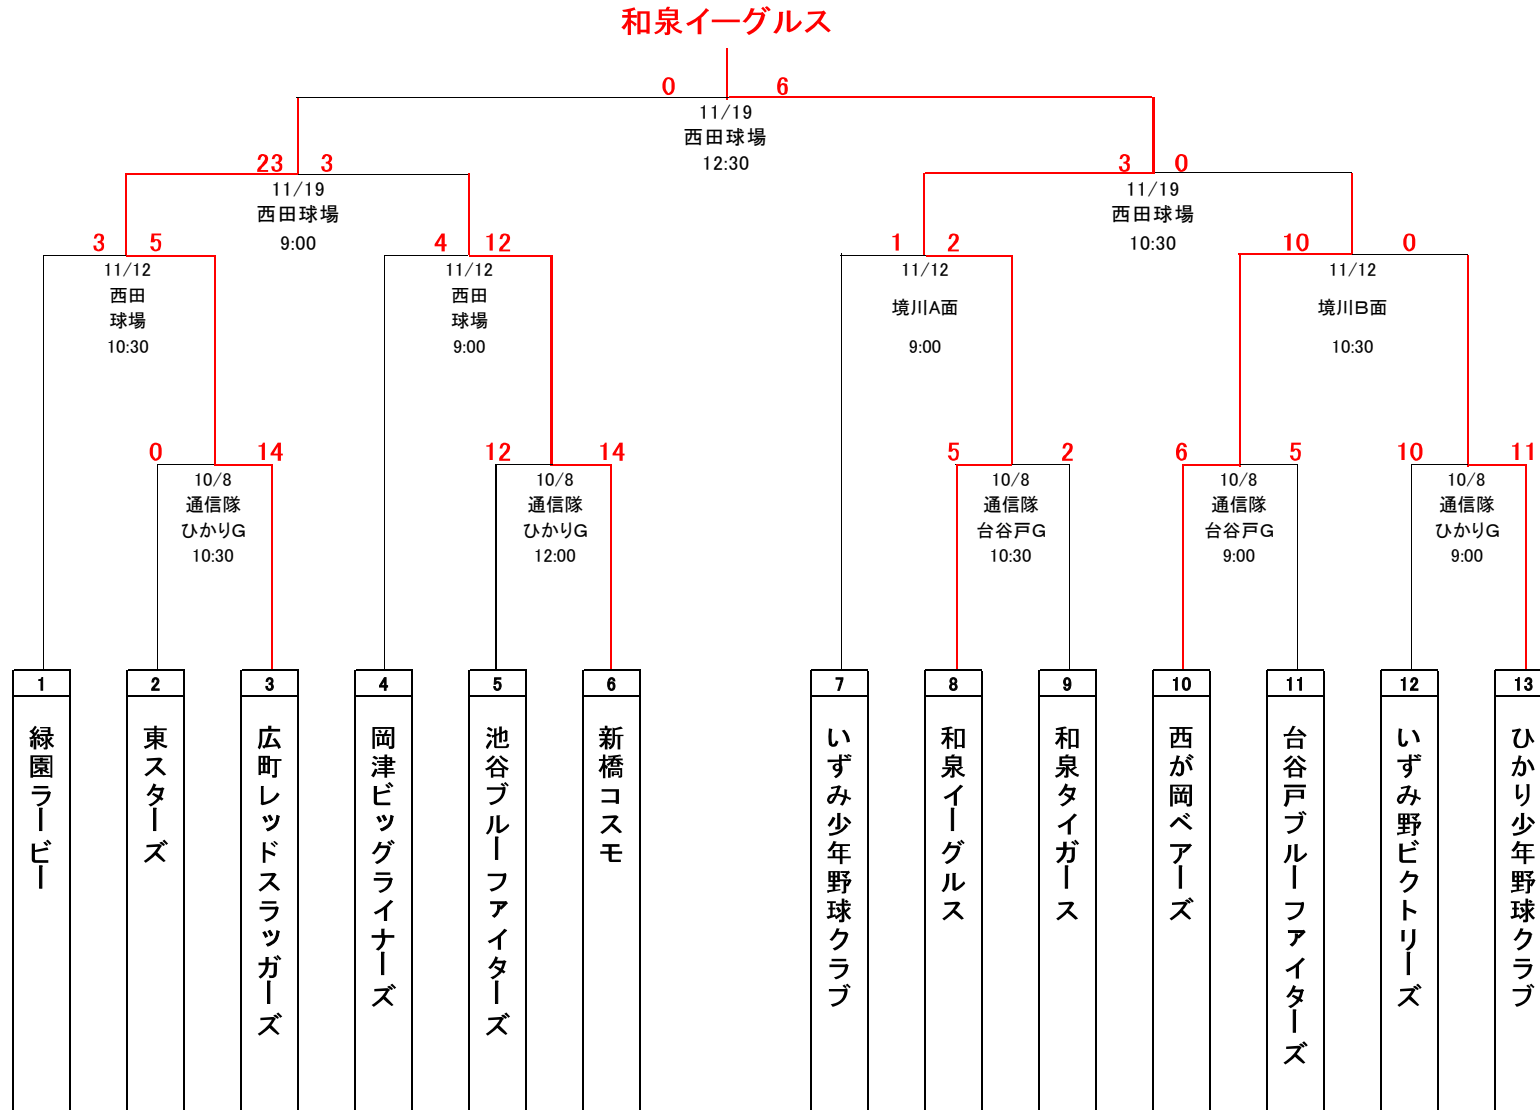 和泉イーグルス
0 6
11/19
西田球場
12:30
23 3
11/19
西田球場
9:00
3 0
11/19
西田球場
10:30
3 5
11/12
西田
球場
10:30
4 12
11/12
西田
球場
9:00
1 2
11/12
境川A面
9:00
10 0
11/12
境川B面
10:30
0 14
10/8
通信隊
ひかりG
10:30
12 14
10/8
通信隊
ひかりG
12:00
5 2
10/8
通信隊
台谷戸G
10:30
6 5
10/8
通信隊
台谷戸G
9:00
10 11
10/8
通信隊
ひかりG
9:00
1
緑園ラービー
2
東スターズ
3
広町レッドスラッガーズ
4
岡津ビッグライナーズ
5
池谷ブルーファイターズ
6
新橋コスモ
7
いずみ少年野球クラブ
8
和泉イーグルス
9
和泉タイガース
10
西が岡ベアーズ
11
台谷戸ブルーファイターズ
12
いずみ野ビクトリーズ
13
ひかり少年野球クラブ